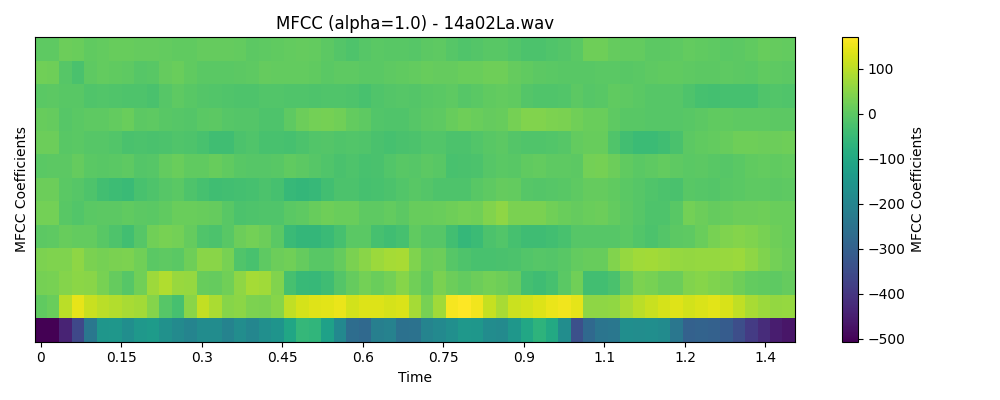 MFCC (alpha=1.0) - 14a02La.wav
MFCC Coefficients
0 0.15 0.3 0.45 0.6 0.75 0.9 1.1 1.2 1.4
Time
100
0
−100
−200
−300
−400
−500
MFCC Coefficients